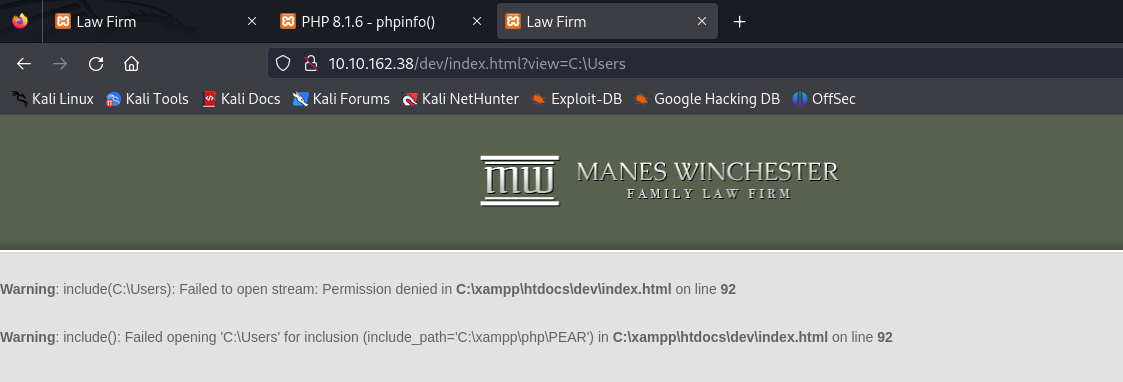 Law Firm
PHP 8.1.6 - phpinfo()
Law Firm
10.10.162.38/dev/index.html?view=C:\Users
Kali Linux Kali Tools Kali Docs Kali Forums Kali NetHunter Exploit-DB Google Hacking DB OffSec
mw MANES WINCHESTER
FAMILY LAW FIRM
Warning: include(C:\Users): Failed to open stream: Permission denied in C:\xampp\htdocs\dev\index.html on line 92
Warning: include(): Failed opening 'C:\Users' for inclusion (include_path='C:\xampp\php\PEAR') in C:\xampp\htdocs\dev\index.html on line 92